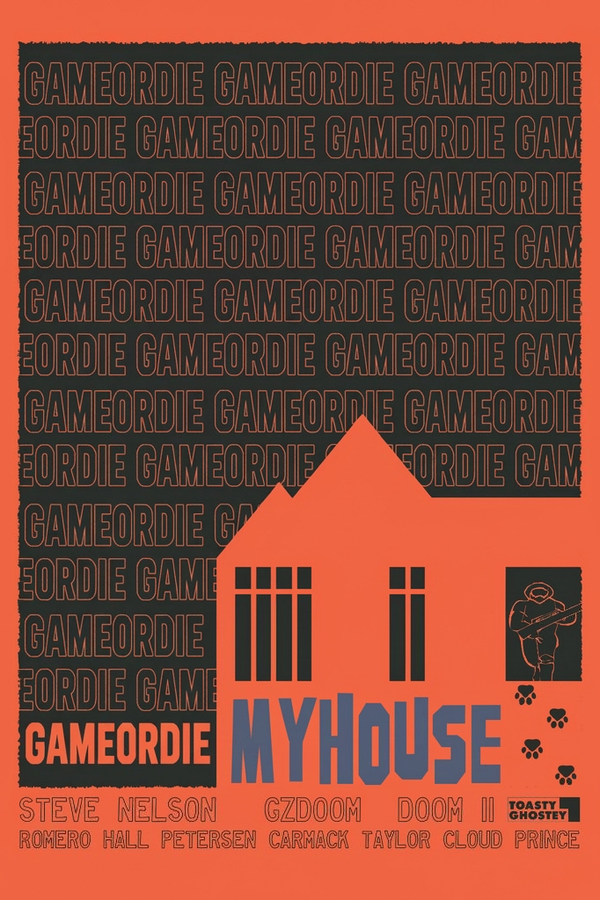 GAMEORDIE GAMEORDIE GAMEORDIE
EORDIE GAMEORDIE GAMEORDIE GAM
GAMEORDIE GAMEORDIE GAMEORDIE
EORDIE GAMEORDIE GAMEORDIE GAM
GAMEORDIE GAMEORDIE GAMEORDIE
EORDIE GAMEORDIE GAMEORDIE GAM
GAMEORDIE GAMEORDIE GAMEORDIE
EORDIE GAMEORDIE GAMEORDIE GAM
GAMEORDIE GA
EORDIE GAME
GAMEORDIE
EORDIE GAME
GAMEORDIE
MYHOUSE
STEVE NELSON GZDOOM DOOM II
TOASTY
GHOSTEY
ROMERO HALL PETERSEN CARMACK TAYLOR CLOUD PRINCE